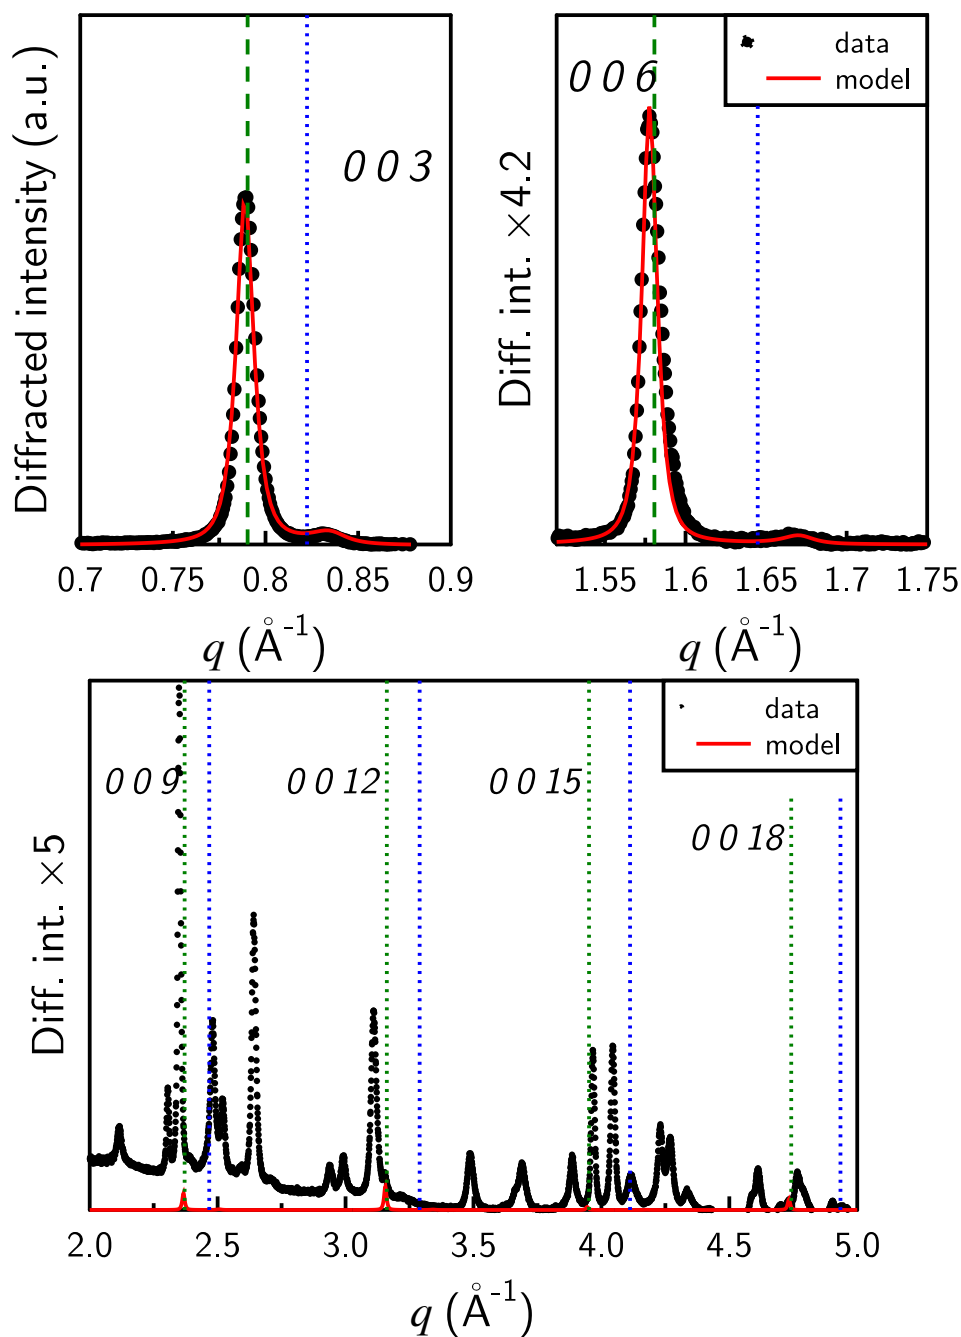 Diffracted intensity (a.u.)
0 0 3
0.7 0.75 0.8 0.85 0.9
q (Å-1)
Diff. int. ×4.2
0 0 6
data
model
1.55 1.6 1.65 1.7 1.75
q (Å-1)
Diff. int. ×5
data
model
0 0 9 0 0 12 0 0 15
0 0 18
2.0 2.5 3.0 3.5 4.0 4.5 5.0
q (Å-1)